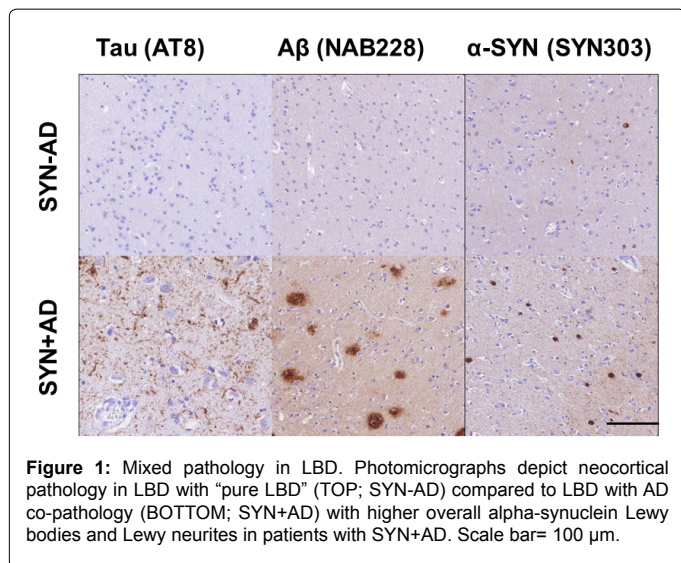 Tau (AT8) Aβ (NAB228) α-SYN (SYN303)
SYN-AD
SYN+AD
Figure 1: Mixed pathology in LBD. Photomicrographs depict neocortical
pathology in LBD with “pure LBD” (TOP; SYN-AD) compared to LBD with AD
co-pathology (BOTTOM; SYN+AD) with higher overall alpha-synuclein Lewy
bodies and Lewy neurites in patients with SYN+AD. Scale bar= 100 µm.